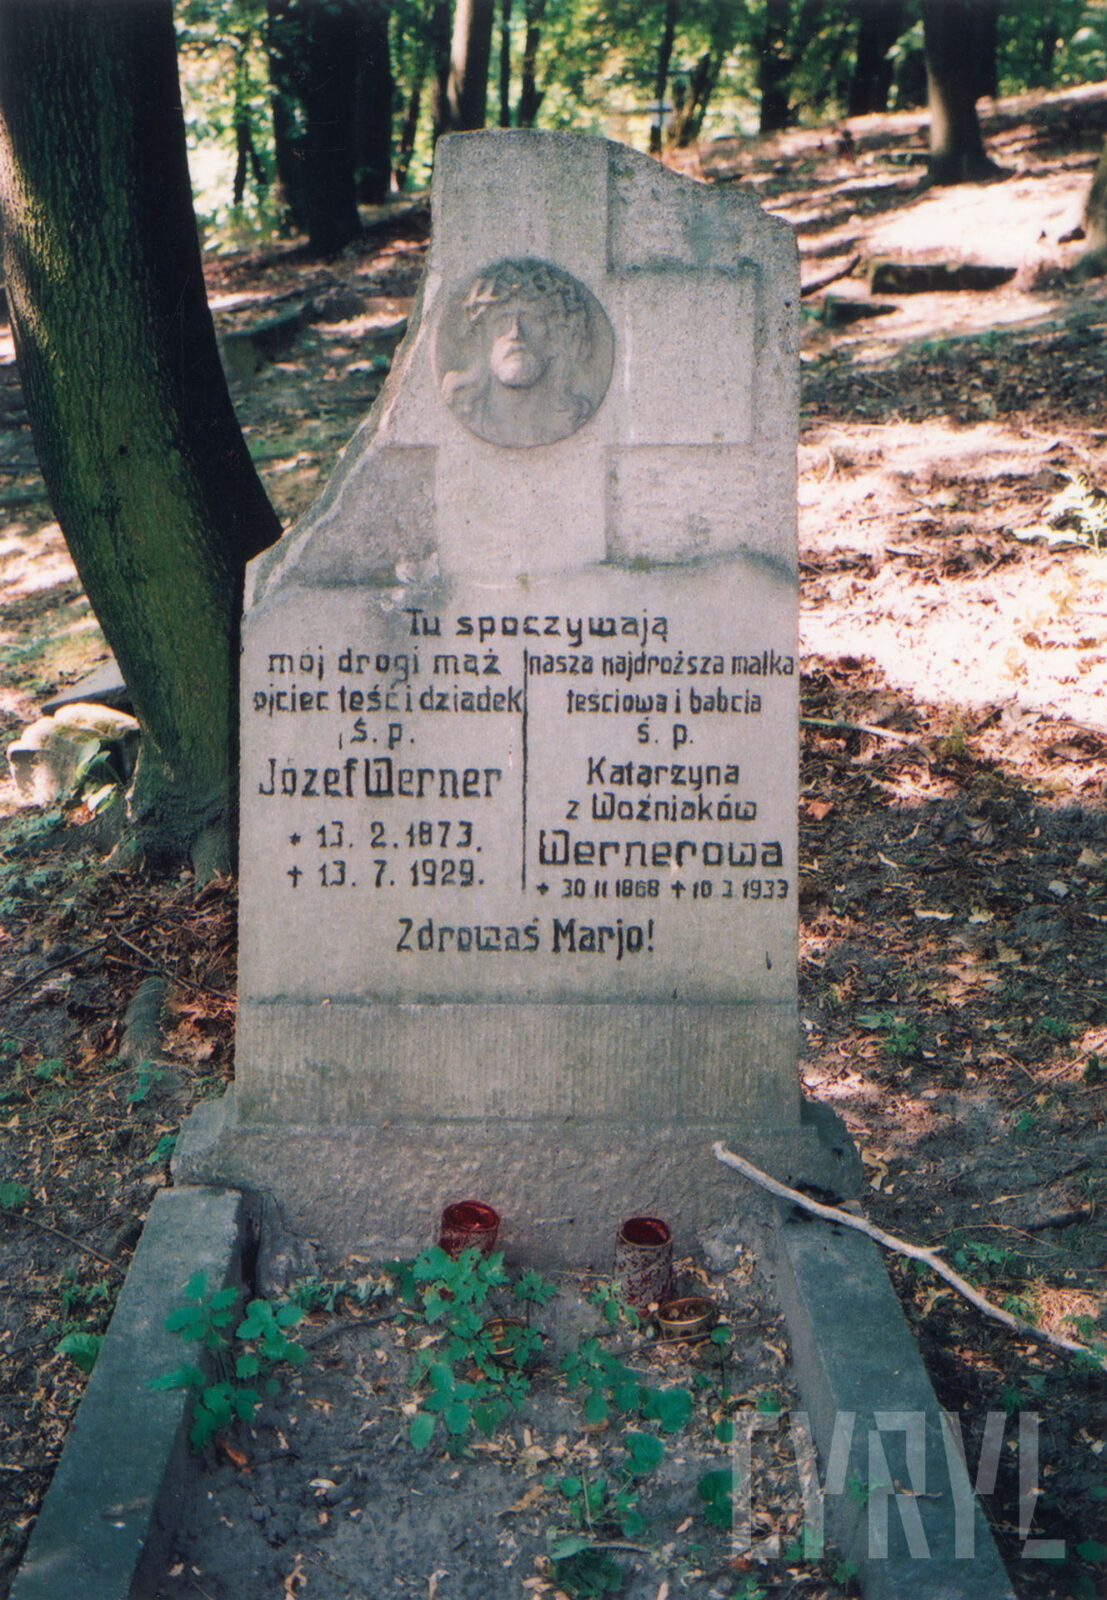 Tu spoczywają
mój drogi mąż
ojciec teść i dziadek
Ś. p.
Józef Werner
* 13. 2. 1873.
+ 13. 7. 1929.
nasza najdroższa matka
teściowa i babcia
ś. p.
Katarzyna
z Woźniaków
Wernerowa
+ 30 11 1868 + 10 3 1933
Zdrowaś Marjo!
CYRYL